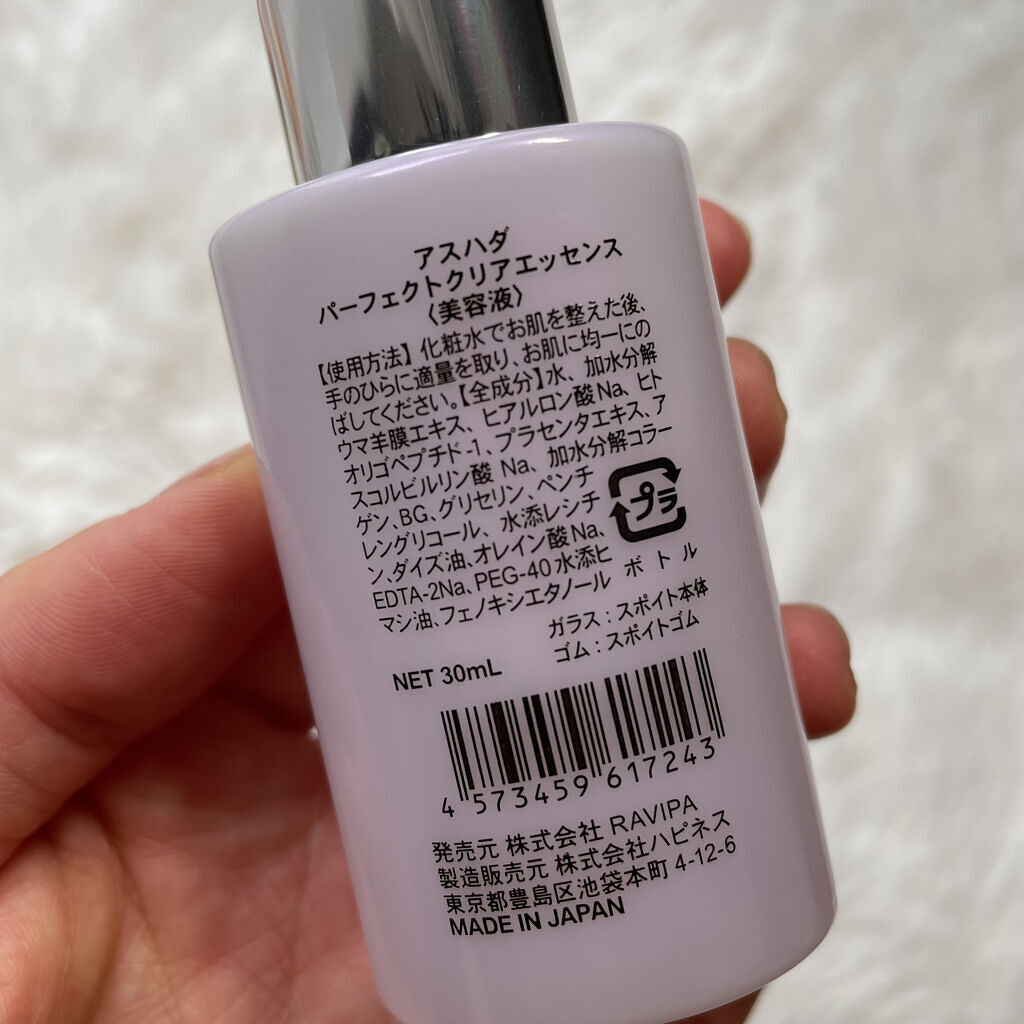 アスハダ
パーフェクトクリアエッセンス
〈美容液〉
【使用方法】化粧水でお肌を整えた後、
手のひらに適量を取り、お肌に均一にの
ばしてください。【全成分】水、加水分解
ウマ羊膜エキス、ヒアルロン酸Na、ヒト
オリゴペプチド-1、プラセンタエキス、ア
スコルビルリン酸 Na、加水分解コラー
ゲン、BG、グリセリン、ペンチ
レングリコール、水添レシチ
ン、ダイズ油、オレイン酸Na、
EDTA-2Na、PEG-40水添ヒ
マシ油、フェノキシエタノール
プラ
ボトル
ガラス：スポイト本体
ゴム：スポイトゴム
NET 30mL
4 573459 617243
発売元 株式会社 RAVIPA
製造販売元 株式会社ハピネス
東京都豊島区池袋本町 4-12-6
MADE IN JAPAN